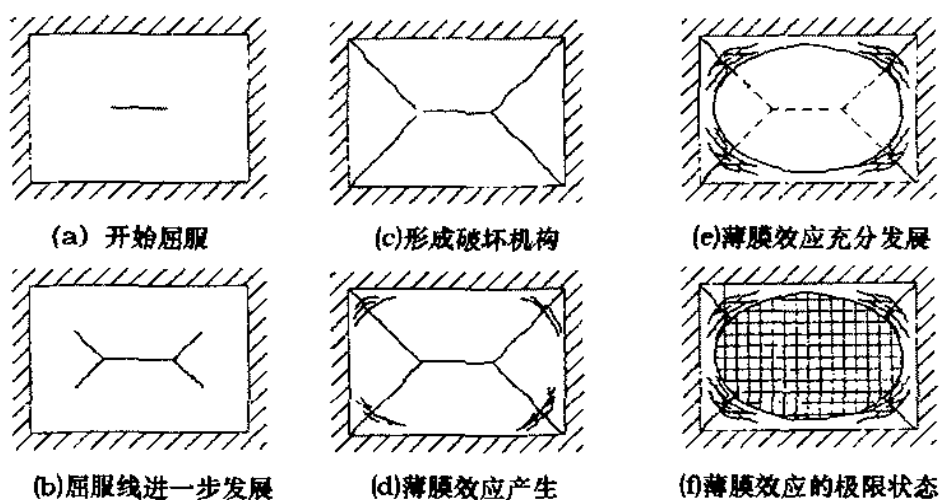 (a) 开始屈服
(c)形成破坏机构
(e)薄膜效应充分发展
(b)屈服线进一步发展
(d)薄膜效应产生
(f)薄膜效应的极限状态